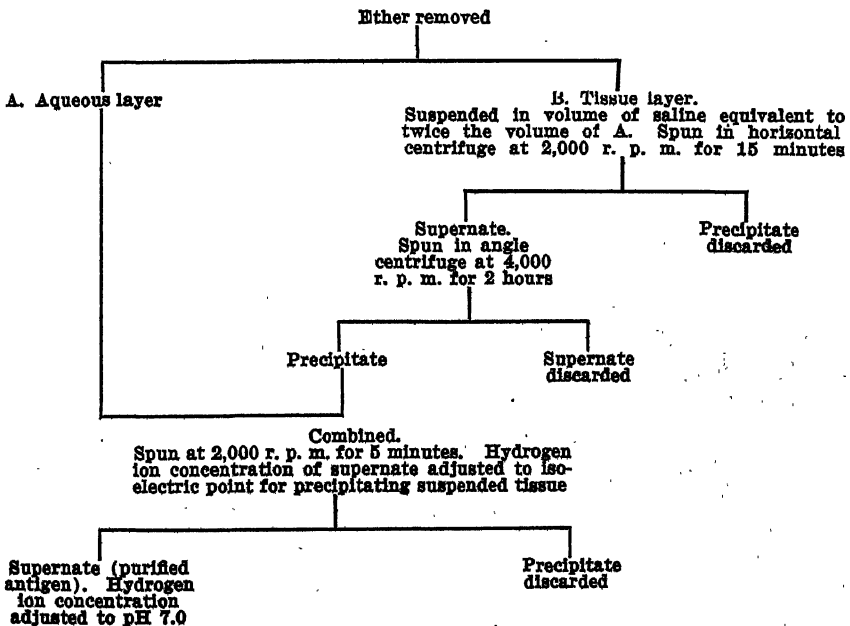 Ether removed
A. Aqueous layer
B. Tissue layer.
Suspended in volume of saline equivalent to
twice the volume of A. Spun in horizontal
centrifuge at 2,000 r. p. m. for 15 minutes
Supernate.
Spun in angle
centrifuge at 4,000
r. p. m. for 2 hours
Precipitate
discarded
Precipitate
Supernate
discarded
Combined.
Spun at 2,000 r. p. m. for 5 minutes. Hydrogen
ion concentration of supernate adjusted to iso-
electric point for precipitating suspended tissue
Supernate (purified
antigen). Hydrogen
ion concentration
adjusted to pH 7.0
Precipitate
discarded